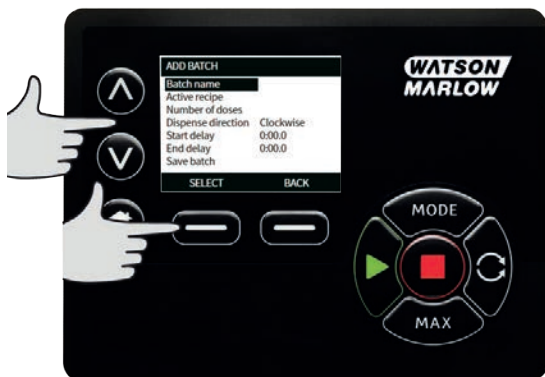 ADD BATCH
Batch name
Active recipe
Number of doses
Dispense direction Clockwise
Start delay 0:00.0
End delay 0:00.0
Save batch
SELECT BACK
WATSON
MARLOW
MODE
MAX